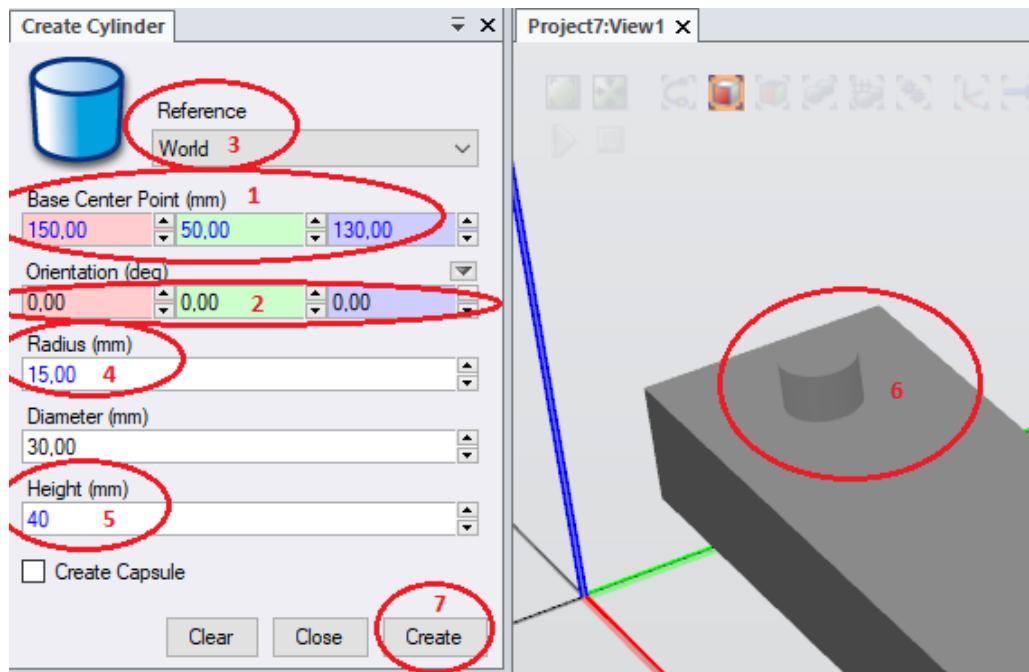 Create Cylinder
Project7:View1
Reference
World 3
Base Center Point (mm) 1
150,00 50,00 130,00
Orientation (deg)
0,00 0,00 2 0,00
Radius (mm)
15,00 4
Diameter (mm)
30,00
Height (mm)
40 5
Create Capsule
7
Clear Close Create
6